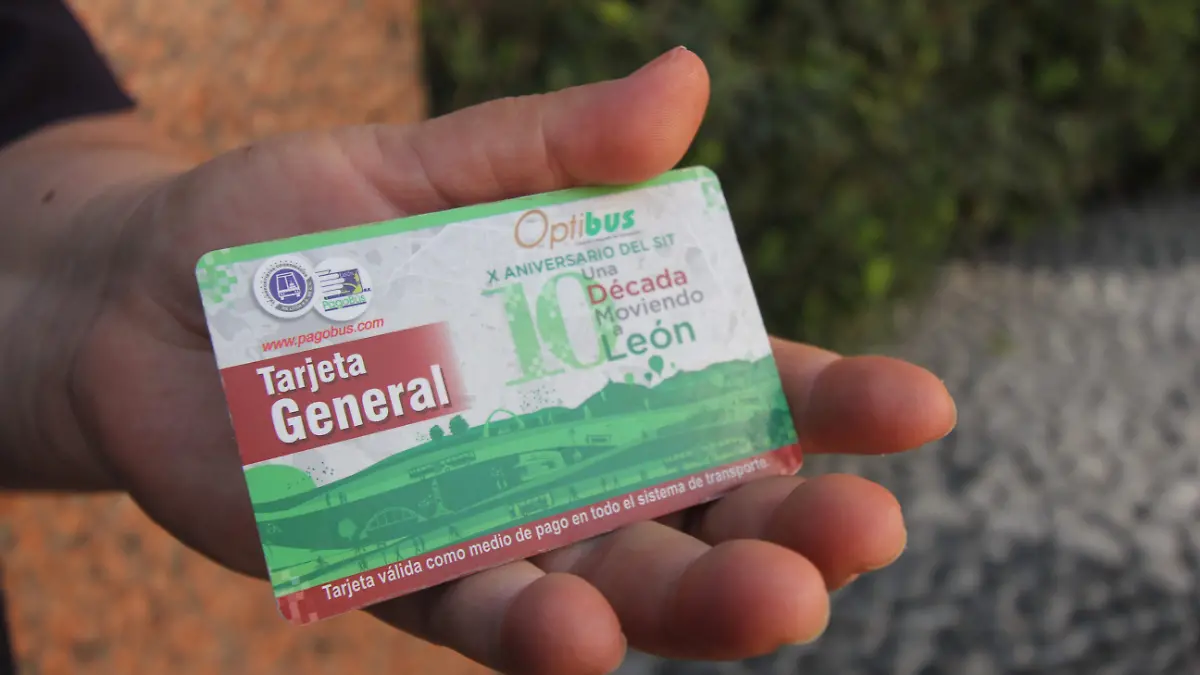 Optibus
X ANIVERSARIO DEL SIT
10
Una
Década
Moviendo
a
León
PagoBus
www.pagobus.com
Tarjeta
General
Tarjeta válida como medio de pago en todo el sistema de transporte.